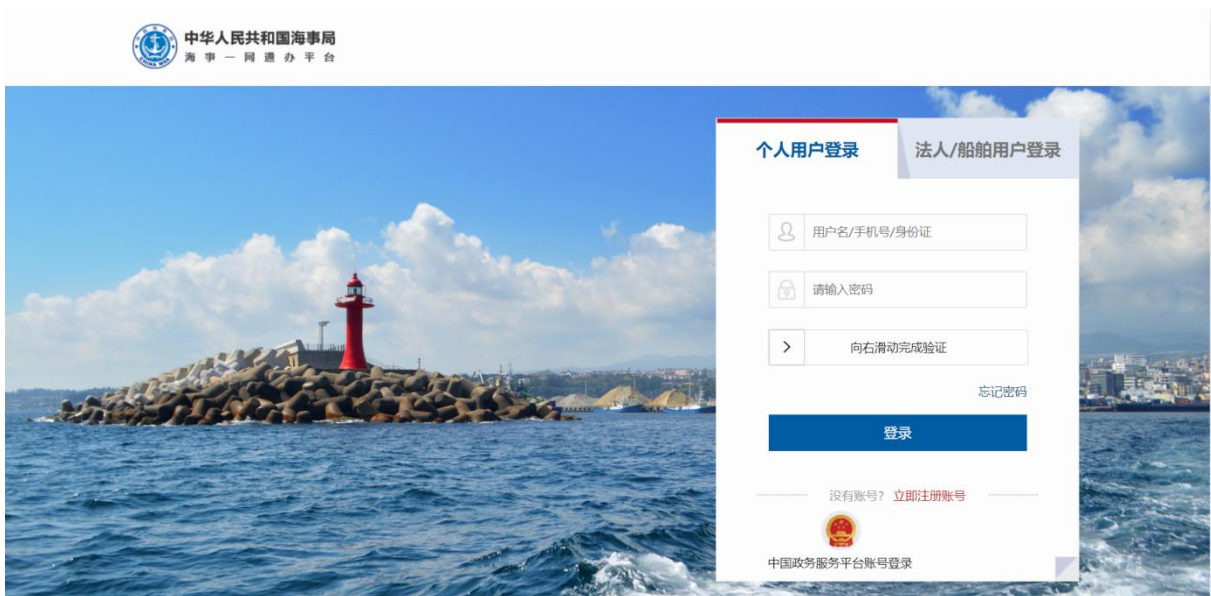 中华人民共和国海事局
海事一网通办平台
CHINA MSA
个人用户登录
法人/船舶用户登录
用户名/手机号/身份证
请输入密码
向右滑动完成验证
忘记密码
登录
没有账号? 立即注册账号
中国政务服务平台账号登录